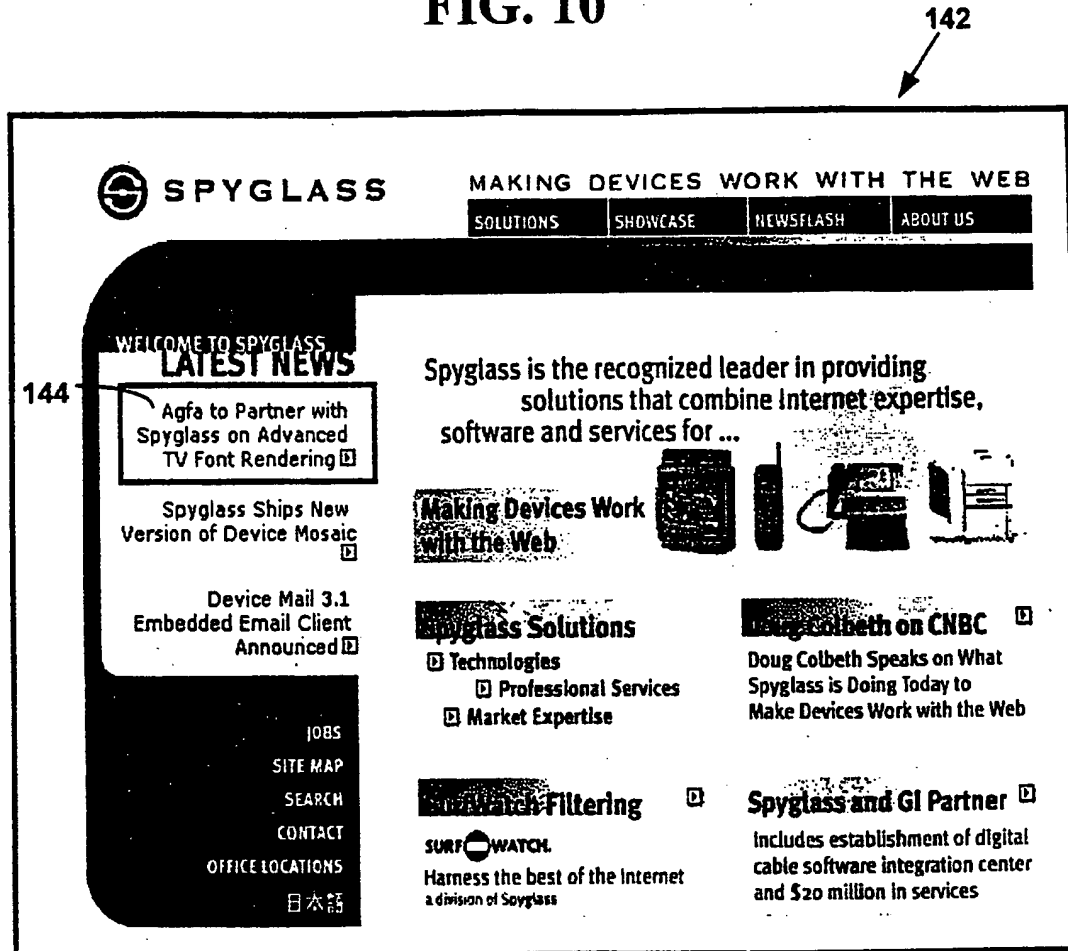 FIG. 10
142
SPYGLASS
MAKING DEVICES WORK WITH THE WEB
SOLUTIONS SHOWCASE NEWSFLASH ABOUT US
WELCOME TO SPYGLASS
LATEST NEWS
144
Agfa to Partner with
Spyglass on Advanced
TV Font Rendering
Spyglass Ships New
Version of Device Mosaic
Device Mail 3.1
Embedded Email Client
Announced
JOBS
SITE MAP
SEARCH
CONTACT
OFFICE LOCATIONS
日本語
Spyglass is the recognized leader in providing
solutions that combine Internet expertise,
software and services for ...
Making Devices Work
with the Web
Spyglass Solutions
Technologies
Professional Services
Market Expertise
Doug Colbeth on CNBC
Doug Colbeth Speaks on What
Spyglass is Doing Today to
Make Devices Work with the Web
SurfWatch Filtering
SURF WATCH.
Harness the best of the Internet
a division of Spyglass
Spyglass and GI Partner
includes establishment of digital
cable software integration center
and $20 million in services